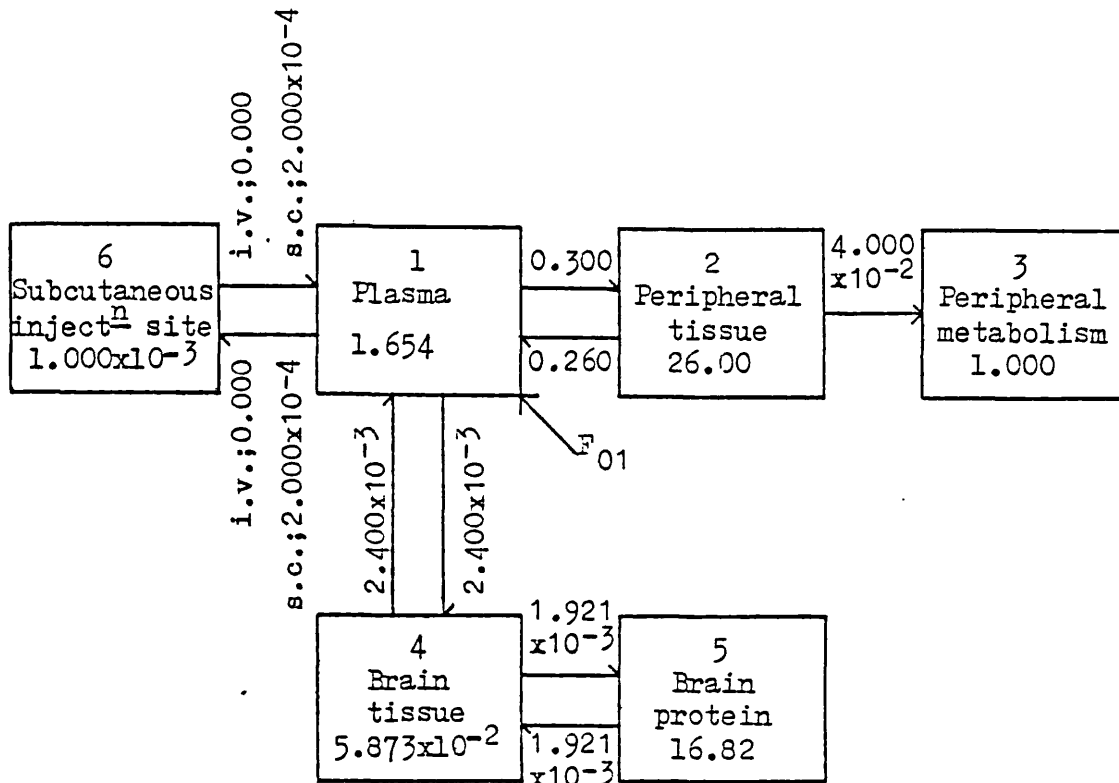 i.v.;0.000
s.c.;2.000x10-4
6
Subcutaneous
injectn site
1.000x10-3
1
Plasma
1.654
0.300
0.260
2
Peripheral
tissue
26.00
4.000
x10-2
3
Peripheral
metabolism
1.000
i.v.;0.000
s.c.;2.000x10-4
F01
2.400x10-3
2.400x10-3
4
Brain
tissue
5.873x10-2
1.921
x10-3
1.921
x10-3
5
Brain
protein
16.82